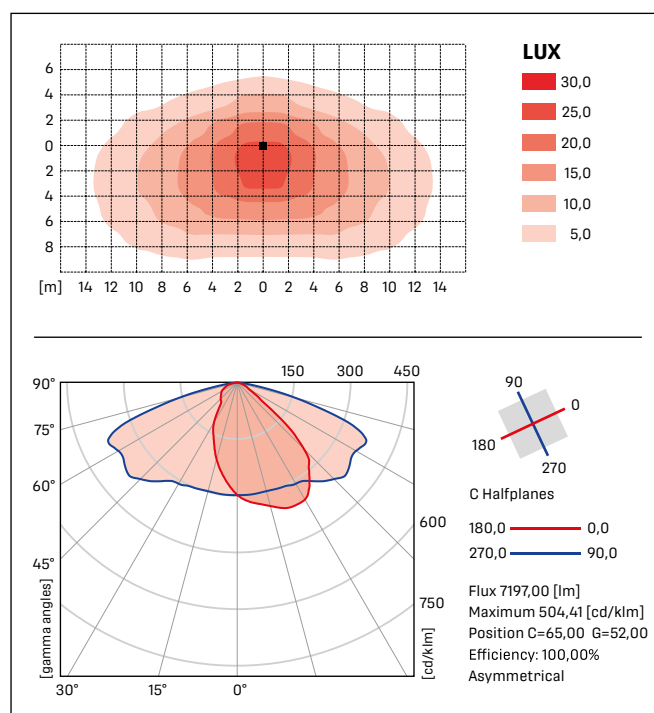 LUX
6
4
2
0
2
4
6
8
30,0
25,0
20,0
15,0
10,0
5,0
[m] 14 12 10 8 6 4 2 0 2 4 6 8 10 12 14
150 300 450
90°
75°
60°
45°
600
750
[gamma angles]
[cd/klm]
30° 15° 0°
90
0
180
270
C Halfplanes
180,0 0,0
270,0 90,0
Flux 7197,00 [lm]
Maximum 504,41 [cd/klm]
Position C=65,00 G=52,00
Efficiency: 100,00%
Asymmetrical